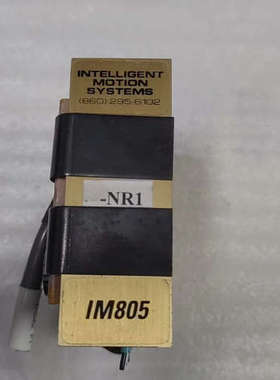 INTELLIGENT
MOTION
SYSTEMS
(860) 295-6102
-NR1
IM805